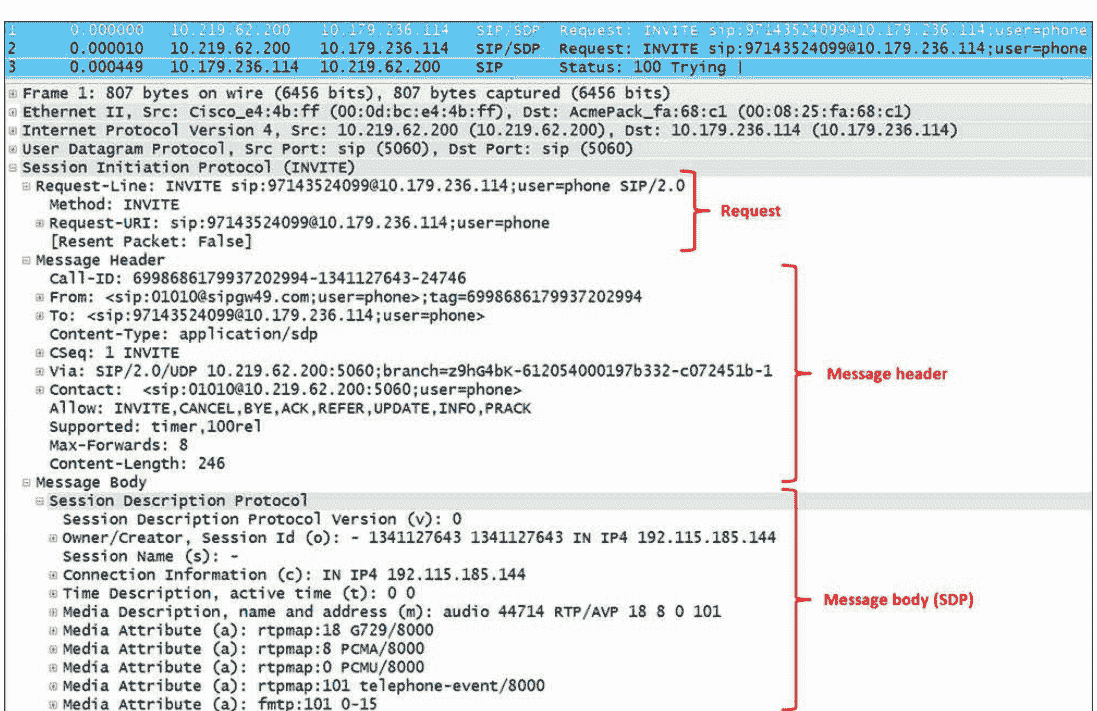 1 0.000000 10.219.62.200 10.179.236.114 SIP/SDP Request: INVITE sip:97143524099@10.179.236.114;user=phone
2 0.000010 10.219.62.200 10.179.236.114 SIP/SDP Request: INVITE sip:97143524099@10.179.236.114;user=phone
3 0.000449 10.179.236.114 10.219.62.200 SIP Status: 100 Trying |
Frame 1: 807 bytes on wire (6456 bits), 807 bytes captured (6456 bits)
Ethernet II, Src: Cisco_e4:4b:ff (00:0d:bc:e4:4b:ff), Dst: AcmePack_fa:68:c1 (00:08:25:fa:68:c1)
Internet Protocol Version 4, Src: 10.219.62.200 (10.219.62.200), Dst: 10.179.236.114 (10.179.236.114)
User Datagram Protocol, Src Port: sip (5060), Dst Port: sip (5060)
Session Initiation Protocol (INVITE)
Request-Line: INVITE sip:97143524099@10.179.236.114;user=phone SIP/2.0
Method: INVITE
Request
Request-URI: sip:97143524099@10.179.236.114;user=phone
[Resent Packet: False]
Message Header
Call-ID: 6998686179937202994-1341127643-24746
From: <sip:01010@sipgw49.com;user=phone>;tag=6998686179937202994
To: <sip:97143524099@10.179.236.114;user=phone>
Content-Type: application/sdp
CSeq: 1 INVITE
Via: SIP/2.0/UDP 10.219.62.200:5060;branch=z9hG4bK-612054000197b332-c072451b-1
Message header
Contact: <sip:01010@10.219.62.200:5060;user=phone>
Allow: INVITE,CANCEL,BYE,ACK,REFER,UPDATE,INFO,PRACK
Supported: timer,100rel
Max-Forwards: 8
Content-Length: 246
Message Body
Session Description Protocol
Session Description Protocol Version (v): 0
Owner/Creator, Session Id (o): - 1341127643 1341127643 IN IP4 192.115.185.144
Session Name (s): -
Connection Information (c): IN IP4 192.115.185.144
Time Description, active time (t): 0 0
Message body (SDP)
Media Description, name and address (m): audio 44714 RTP/AVP 18 8 0 101
Media Attribute (a): rtpmap:18 G729/8000
Media Attribute (a): rtpmap:8 PCMA/8000
Media Attribute (a): rtpmap:0 PCMU/8000
Media Attribute (a): rtpmap:101 telephone-event/8000
Media Attribute (a): fmtp:101 0-15